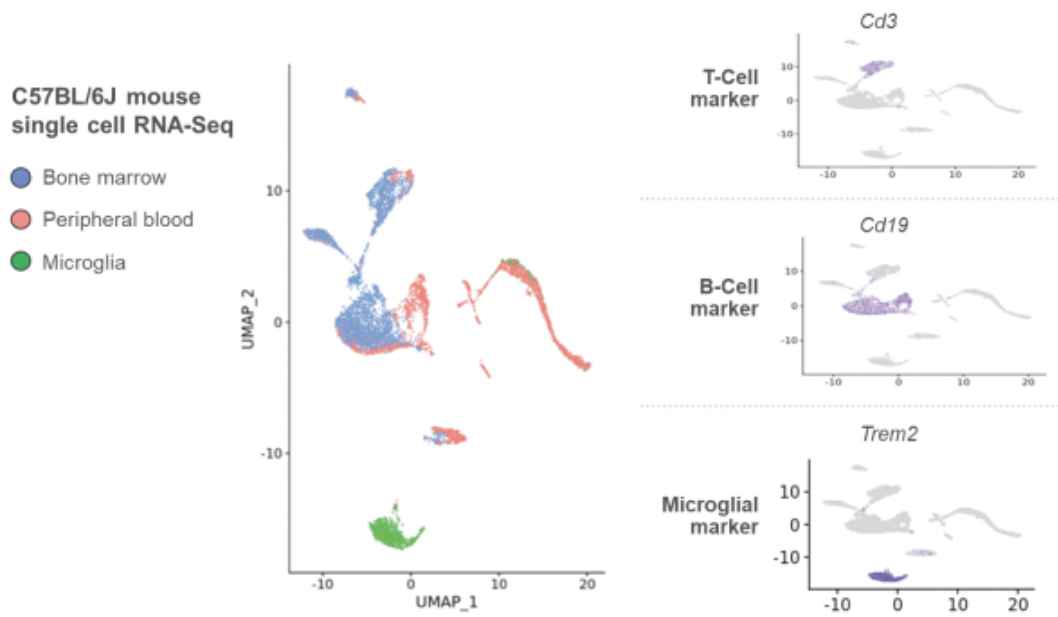 C57BL/6J mouse
single cell RNA-Seq
Bone marrow
Peripheral blood
Microglia
UMAP_2
10
0
-10
-10
0
10
20
UMAP_1
Cd3
T-Cell
marker
10
0
-10
-10
0
10
20
Cd19
B-Cell
marker
10
0
-10
-10
0
10
20
Trem2
Microglial
marker
10
0
-10
-10
0
10
20